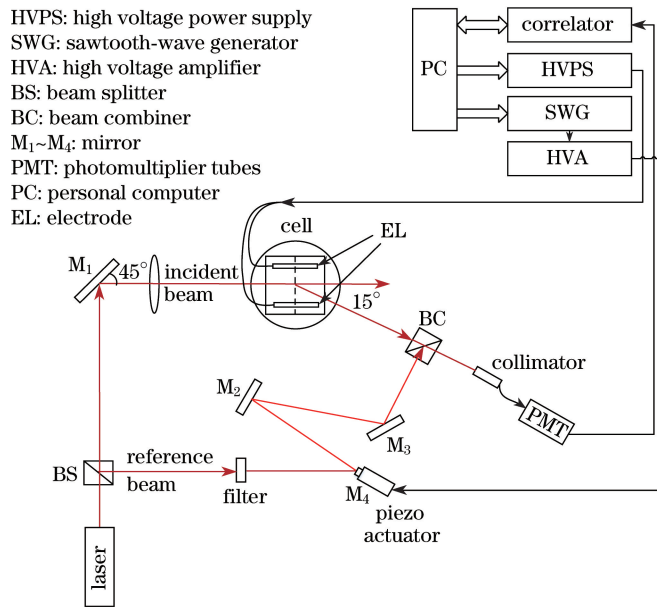 HVPS: high voltage power supply
SWG: sawtooth-wave generator
HVA: high voltage amplifier
BS: beam splitter
BC: beam combiner
M₁~M₄: mirror
PMT: photomultiplier tubes
PC: personal computer
EL: electrode
PC
correlator
HVPS
SWG
HVA
cell
EL
M₁
45°
incident
beam
15°
BC
collimator
PMT
M₂
M₃
BS
reference
beam
filter
M₄
piezo
actuator
laser